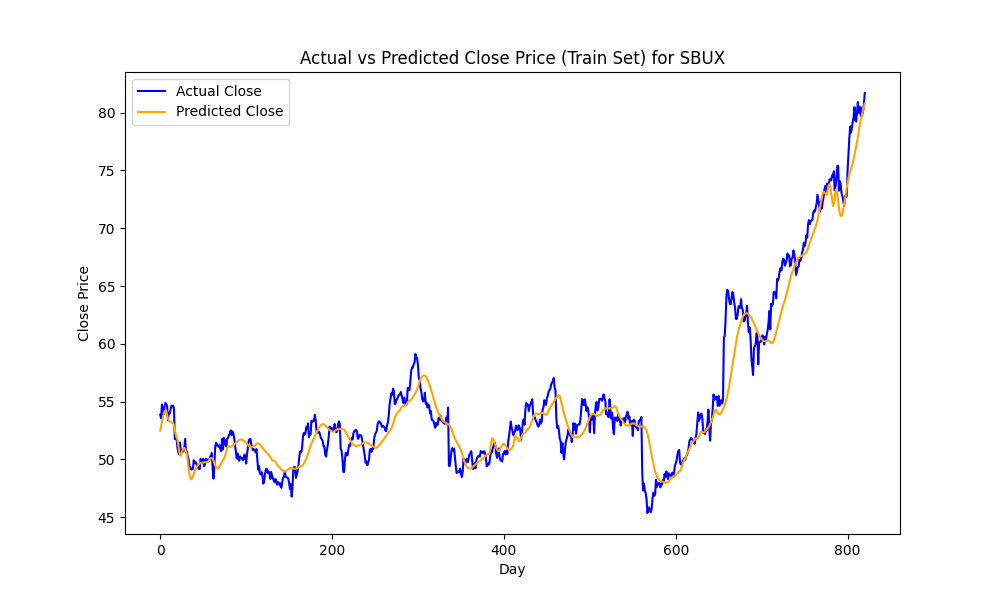 Actual vs Predicted Close Price (Train Set) for SBUX
Actual Close
Predicted Close
Close Price
80
75
70
65
60
55
50
45
0
200
400
600
800
Day